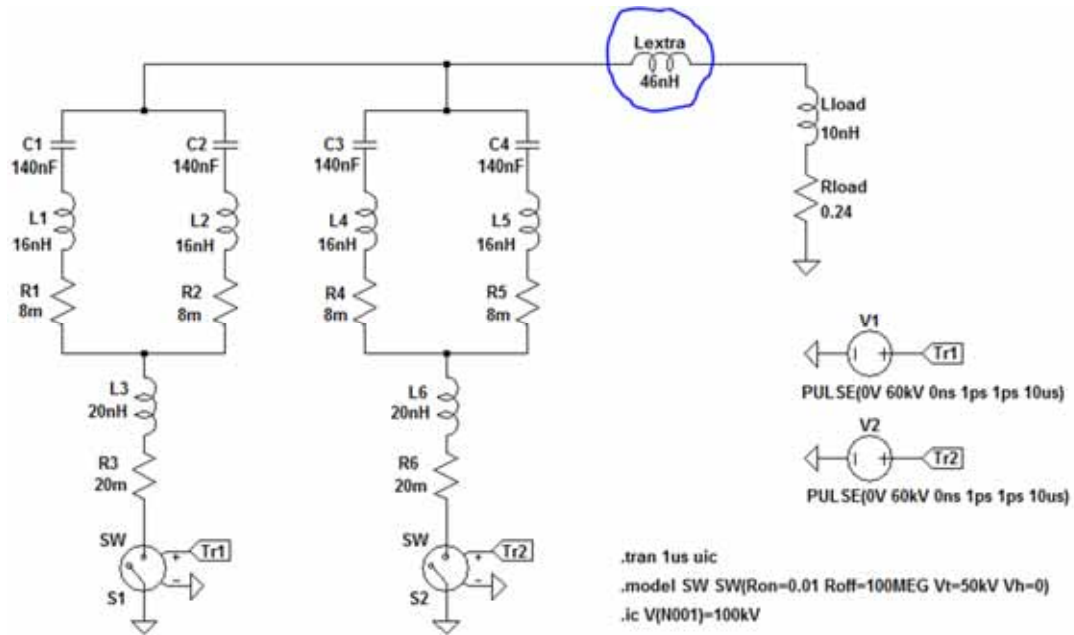 Lextra
46nH
Lload
10nH
Rload
0.24
C1
140nF
C2
140nF
C3
140nF
C4
140nF
L1
16nH
L2
16nH
L4
16nH
L5
16nH
R1
8m
R2
8m
R4
8m
R5
8m
L3
20nH
L6
20nH
R3
20m
R6
20m
SW
+
Tr1
-
S1
SW
+
Tr2
-
S2
V1
Tr1
PULSE(0V 60kV 0ns 1ps 1ps 10us)
V2
Tr2
PULSE(0V 60kV 0ns 1ps 1ps 10us)
.tran 1us uic
.model SW SW(Ron=0.01 Roff=100MEG Vt=50kV Vh=0)
.ic V(N001)=100kV